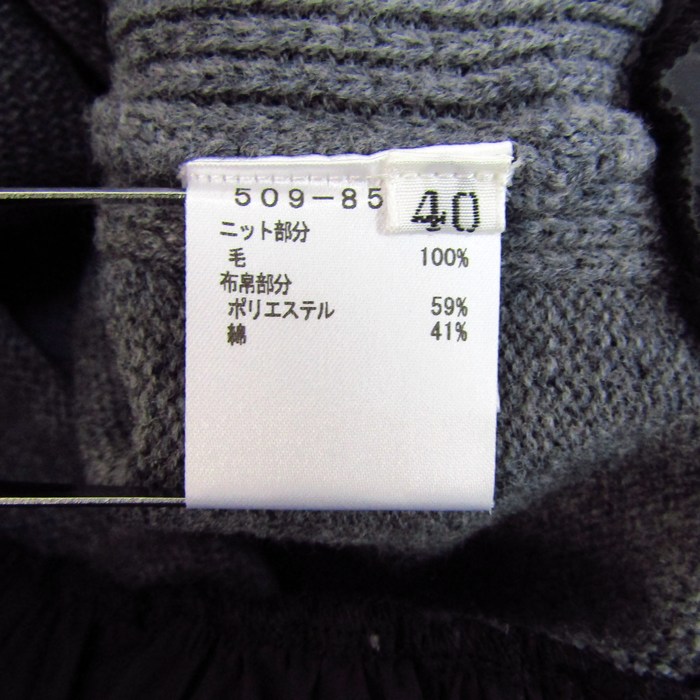 509-85
40
ニット部分
毛 100%
布帛部分
ポリエステル 59%
綿 41%